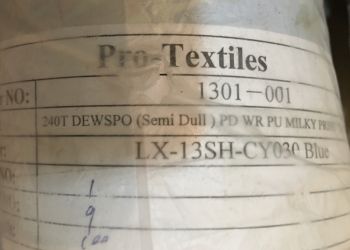 Pro-Textiles
NO: 1301-001
240T DEWSPO (Semi Dull ) PD WR PU MILKY
LX-13SH-CY030 Blue
NO:
1
9